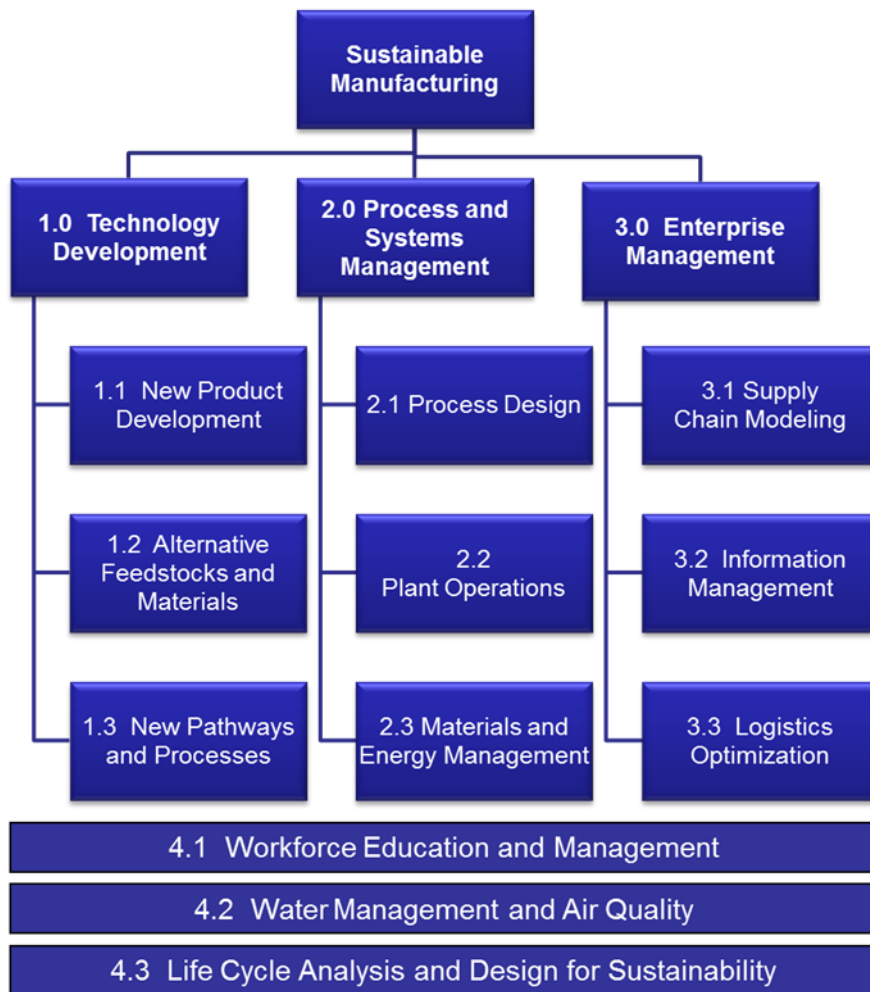 Sustainable
Manufacturing
1.0 Technology
Development
2.0 Process and
Systems
Management
3.0 Enterprise
Management
1.1 New Product
Development
2.1 Process Design
3.1 Supply
Chain Modeling
1.2 Alternative
Feedstocks and
Materials
2.2
Plant Operations
3.2 Information
Management
1.3 New Pathways
and Processes
2.3 Materials and
Energy Management
3.3 Logistics
Optimization
4.1 Workforce Education and Management
4.2 Water Management and Air Quality
4.3 Life Cycle Analysis and Design for Sustainability